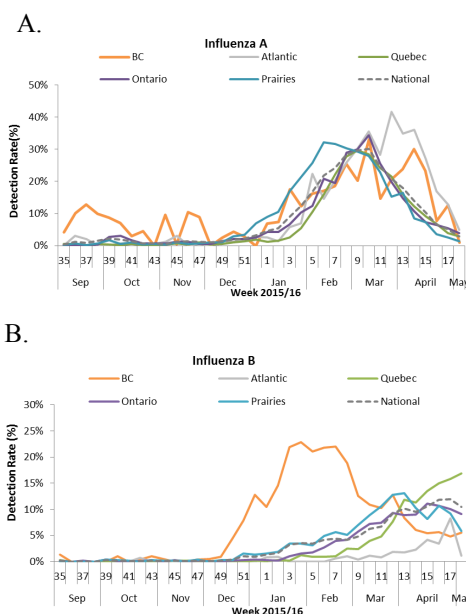 A.
Influenza A
BC Atlantic Quebec
Ontario Prairies National
Detection Rate(%)
50%
40%
30%
20%
10%
0%
35 37 39 41 43 45 47 49 51 1 3 5 7 9 11 13 15 17
Sep Oct Nov Dec Jan Feb Mar April May
Week 2015/16
B.
Influenza B
BC Atlantic Quebec
Ontario Prairies National
Detection Rate (%)
30%
25%
20%
15%
10%
5%
0%
35 37 39 41 43 45 47 49 51 1 3 5 7 9 11 13 15 17
Sep Oct Nov Dec Jan Feb Mar April Ma
Week 2015/16